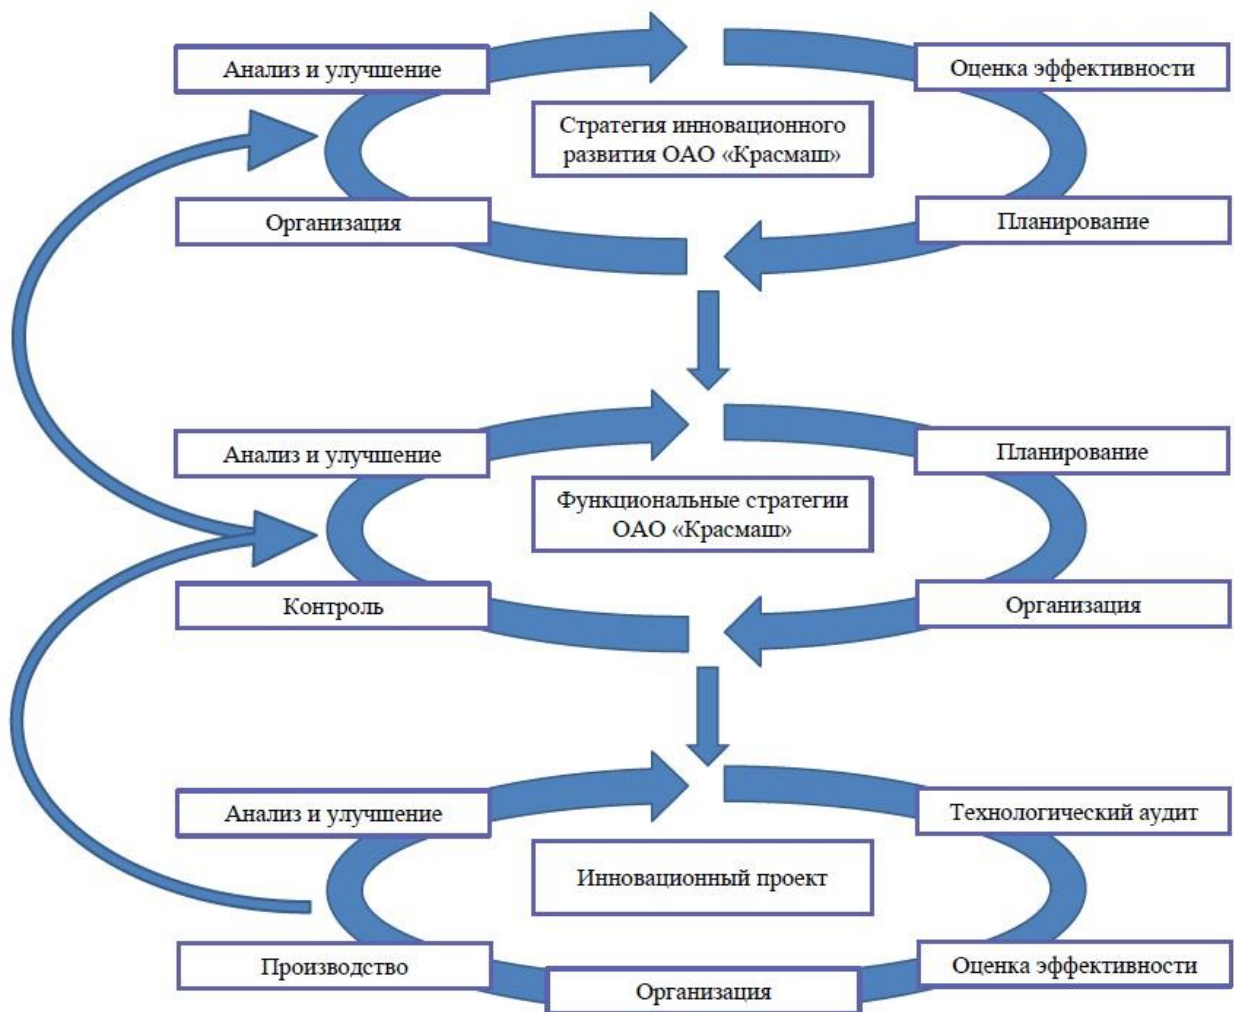 Анализ и улучшение
Оценка эффективности
Стратегия инновационного
развития ОАО «Красмаш»
Организация
Планирование
Анализ и улучшение
Планирование
Функциональные стратегии
ОАО «Красмаш»
Контроль
Организация
Анализ и улучшение
Технологический аудит
Инновационный проект
Производство
Оценка эффективности
Организация